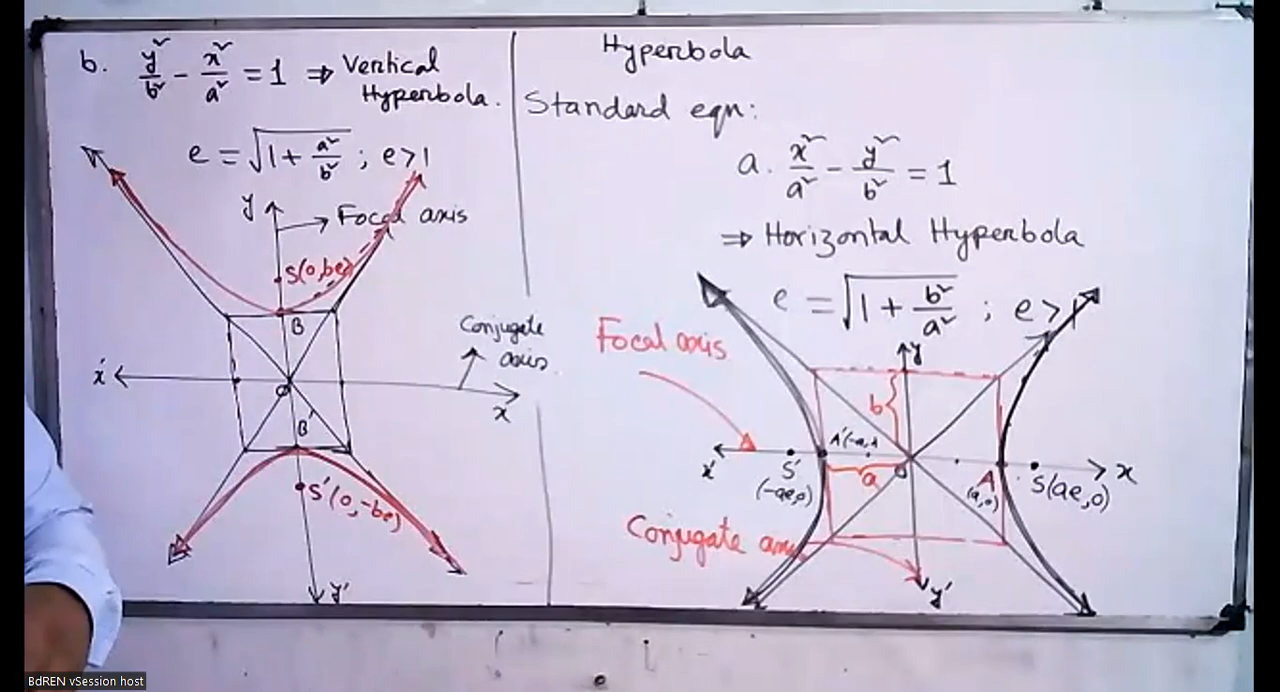 b. y²/b² - x²/a² = 1 ⇒ Vertical
Hyperbola.
e = √(1 + a²/b²) ; e>1
y
Focal axis
S(0,be)
B
Conjugate
axis
x́
O
x
B′
S′(0,-be)
y′
Hyperbola
Standard eqn:
a. x²/a² - y²/b² = 1
⇒ Horizontal Hyperbola
e = √(1 + b²/a²) ; e>1
Focal axis
y
b
A′(-a,
x′
S′
(-ae,0)
a
O
A
(a,0)
S(ae,0)
x
Conjugate axis
y′
BdREN vSession host